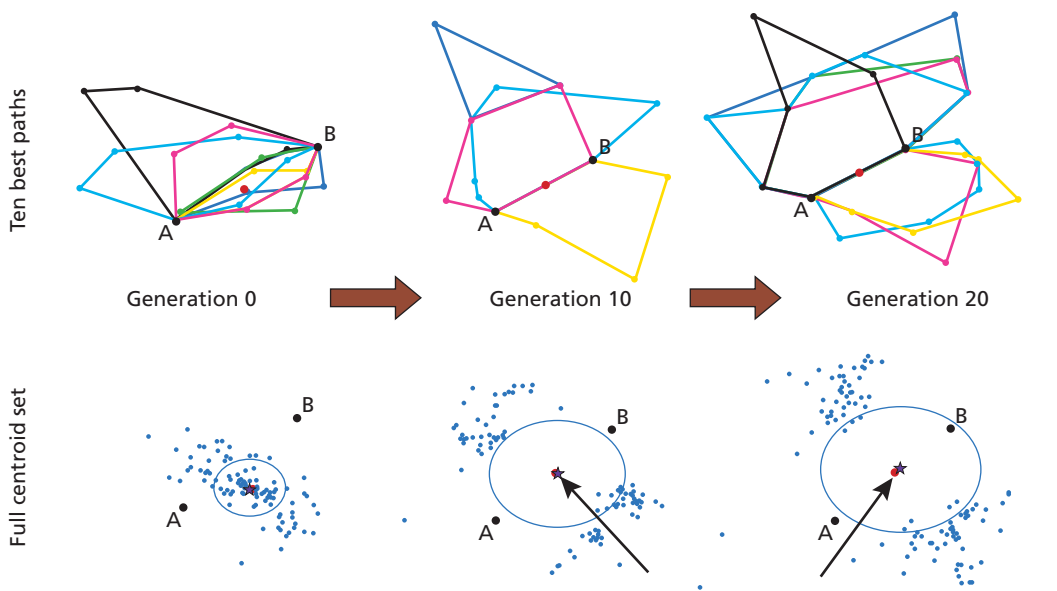 Ten best paths
A
B
A
B
A
B
Generation 0
Generation 10
Generation 20
Full centroid set
A
B
A
B
A
B